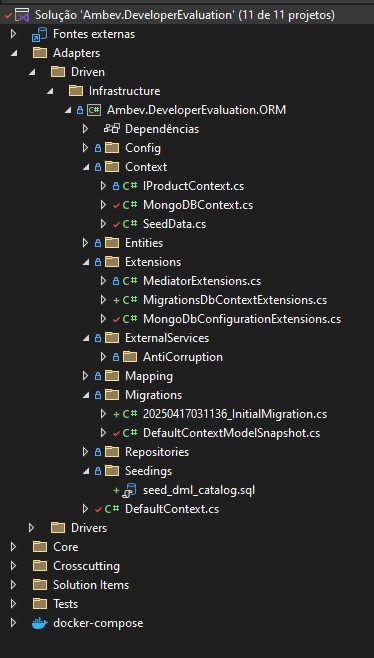 Solução 'Ambev.DeveloperEvaluation' (11 de 11 projetos)
Fontes externas
Adapters
Driven
Infrastructure
C# Ambev.DeveloperEvaluation.ORM
Dependências
Config
Context
C# IProductContext.cs
C# MongoDBContext.cs
C# SeedData.cs
Entities
Extensions
C# MediatorExtensions.cs
C# MigrationsDbContextExtensions.cs
C# MongoDbConfigurationExtensions.cs
ExternalServices
AntiCorruption
Mapping
Migrations
C# 20250417031136_InitialMigration.cs
C# DefaultContextModelSnapshot.cs
Repositories
Seedings
seed_dml_catalog.sql
C# DefaultContext.cs
Drivers
Core
Crosscutting
Solution Items
Tests
docker-compose